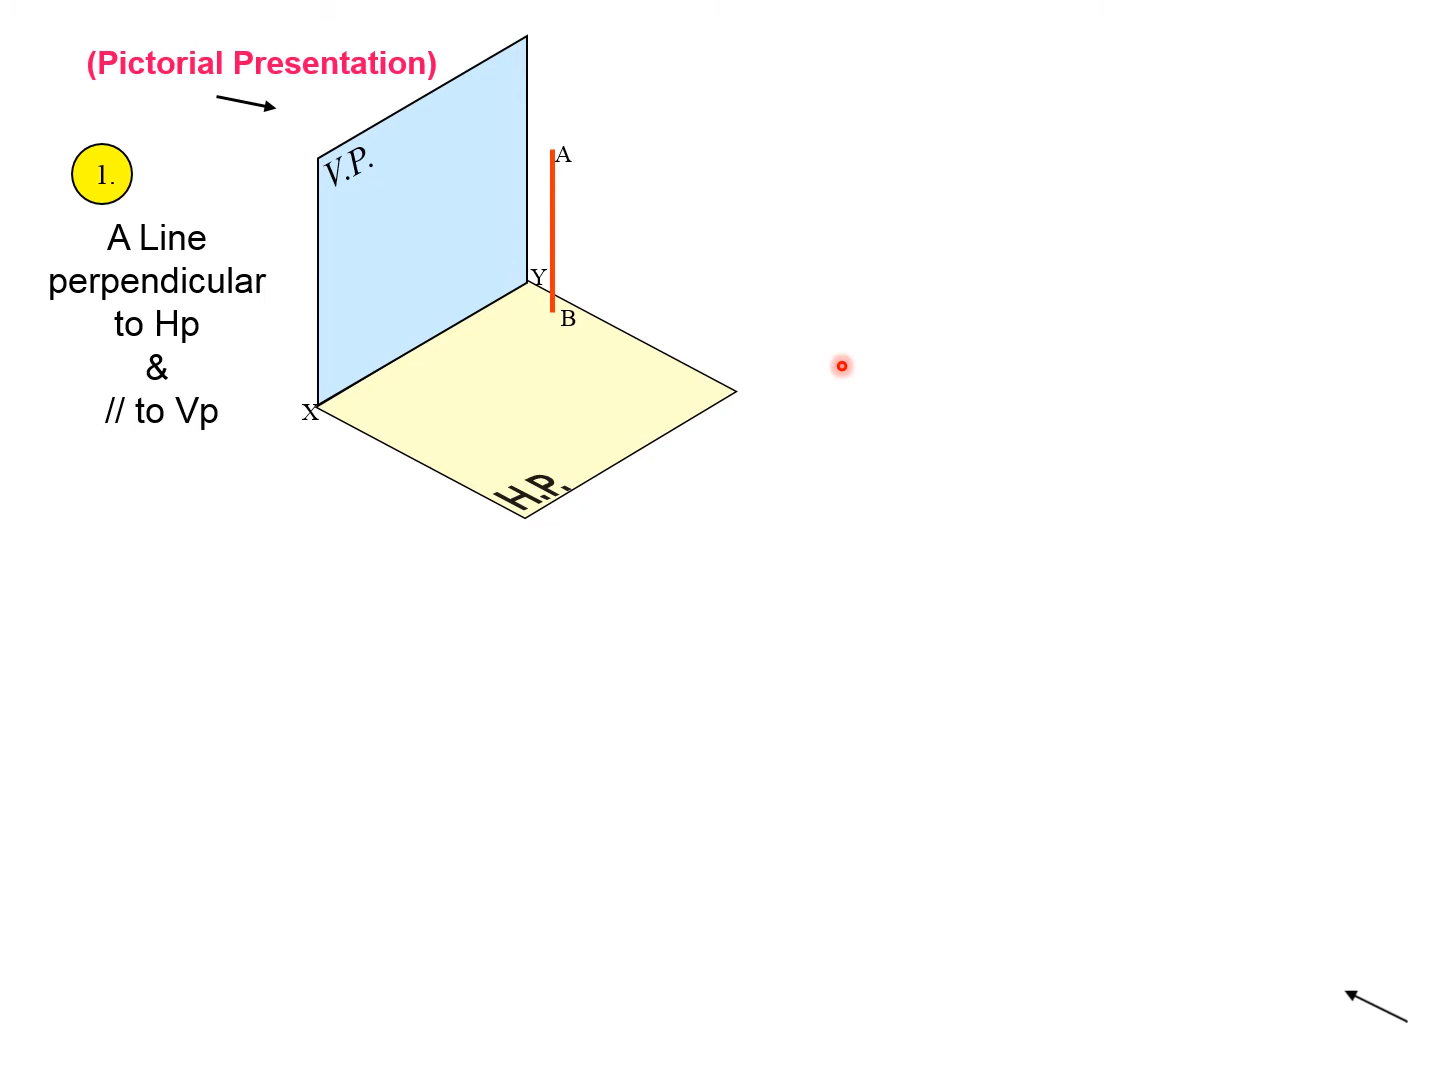 (Pictorial Presentation)
V.P.
A
1.
A Line
perpendicular
to Hp
&
// to Vp
Y
B
X
H.P.